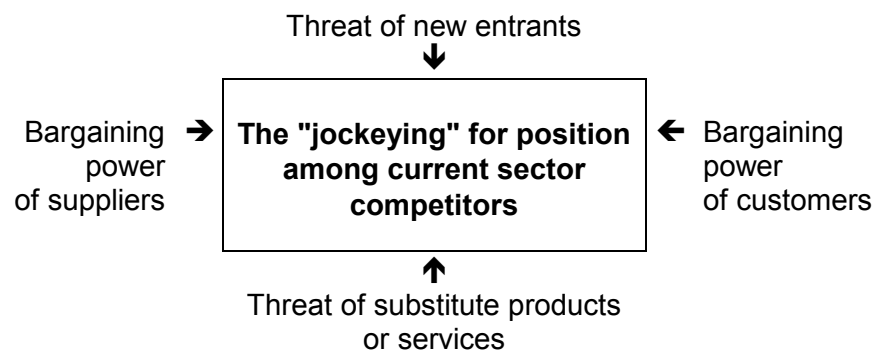 Threat of new entrants
Bargaining
power
of suppliers
The "jockeying" for position
among current sector
competitors
Bargaining
power
of customers
Threat of substitute products
or services